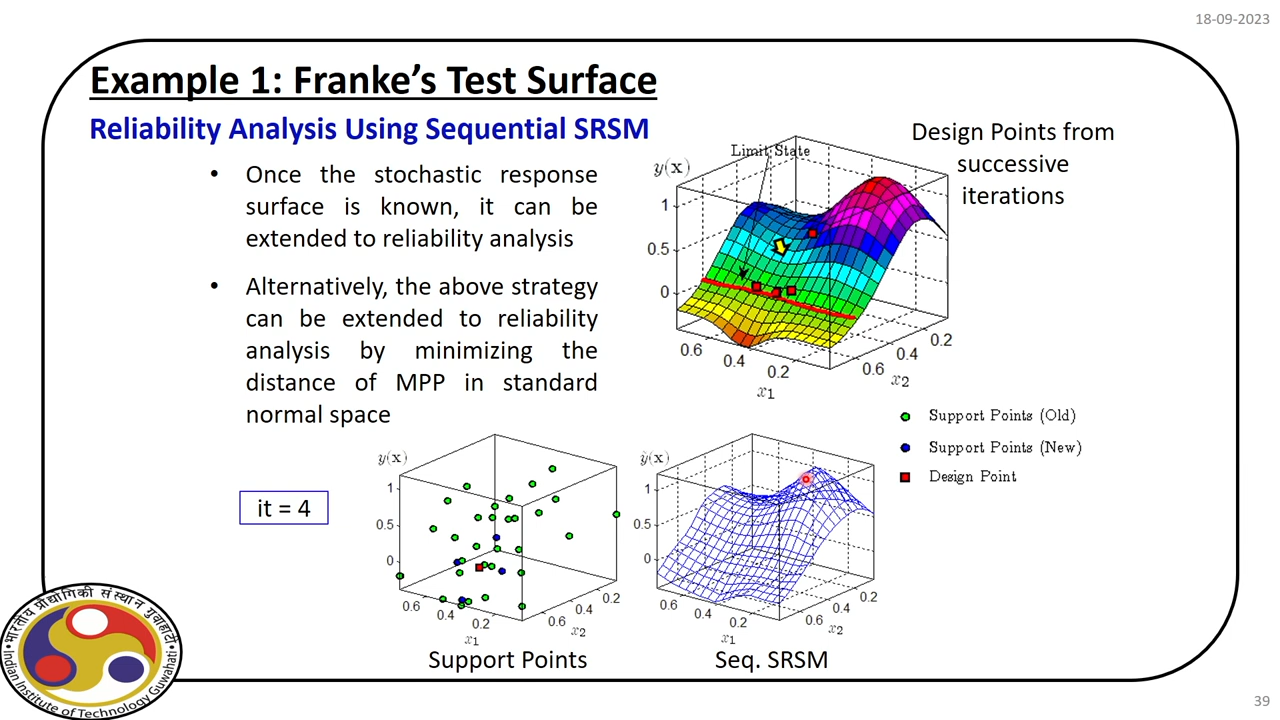 18-09-2023
Example 1: Franke's Test Surface
Reliability Analysis Using Sequential SRSM
• Once the stochastic response
surface is known, it can be
extended to reliability analysis
• Alternatively, the above strategy
can be extended to reliability
analysis by minimizing the
distance of MPP in standard
normal space
it = 4
Limit State
y(x)
1
0.5
0
0.6
0.4
0.2
x₁
0.6
0.4
0.2
x₂
Design Points from
successive
iterations
Support Points (Old)
Support Points (New)
Design Point
y(x)
1
0.5
0
0.6
0.4
0.2
x₁
0.6
0.4
0.2
x₂
Support Points
ỹ(x)
1
0.5
0
0.6
0.4
0.2
x₁
0.6
0.4
0.2
x₂
Seq. SRSM
भारतीय प्रौद्योगिकी संस्थान गुवाहाटी
Indian Institute of Technology Guwahati
39